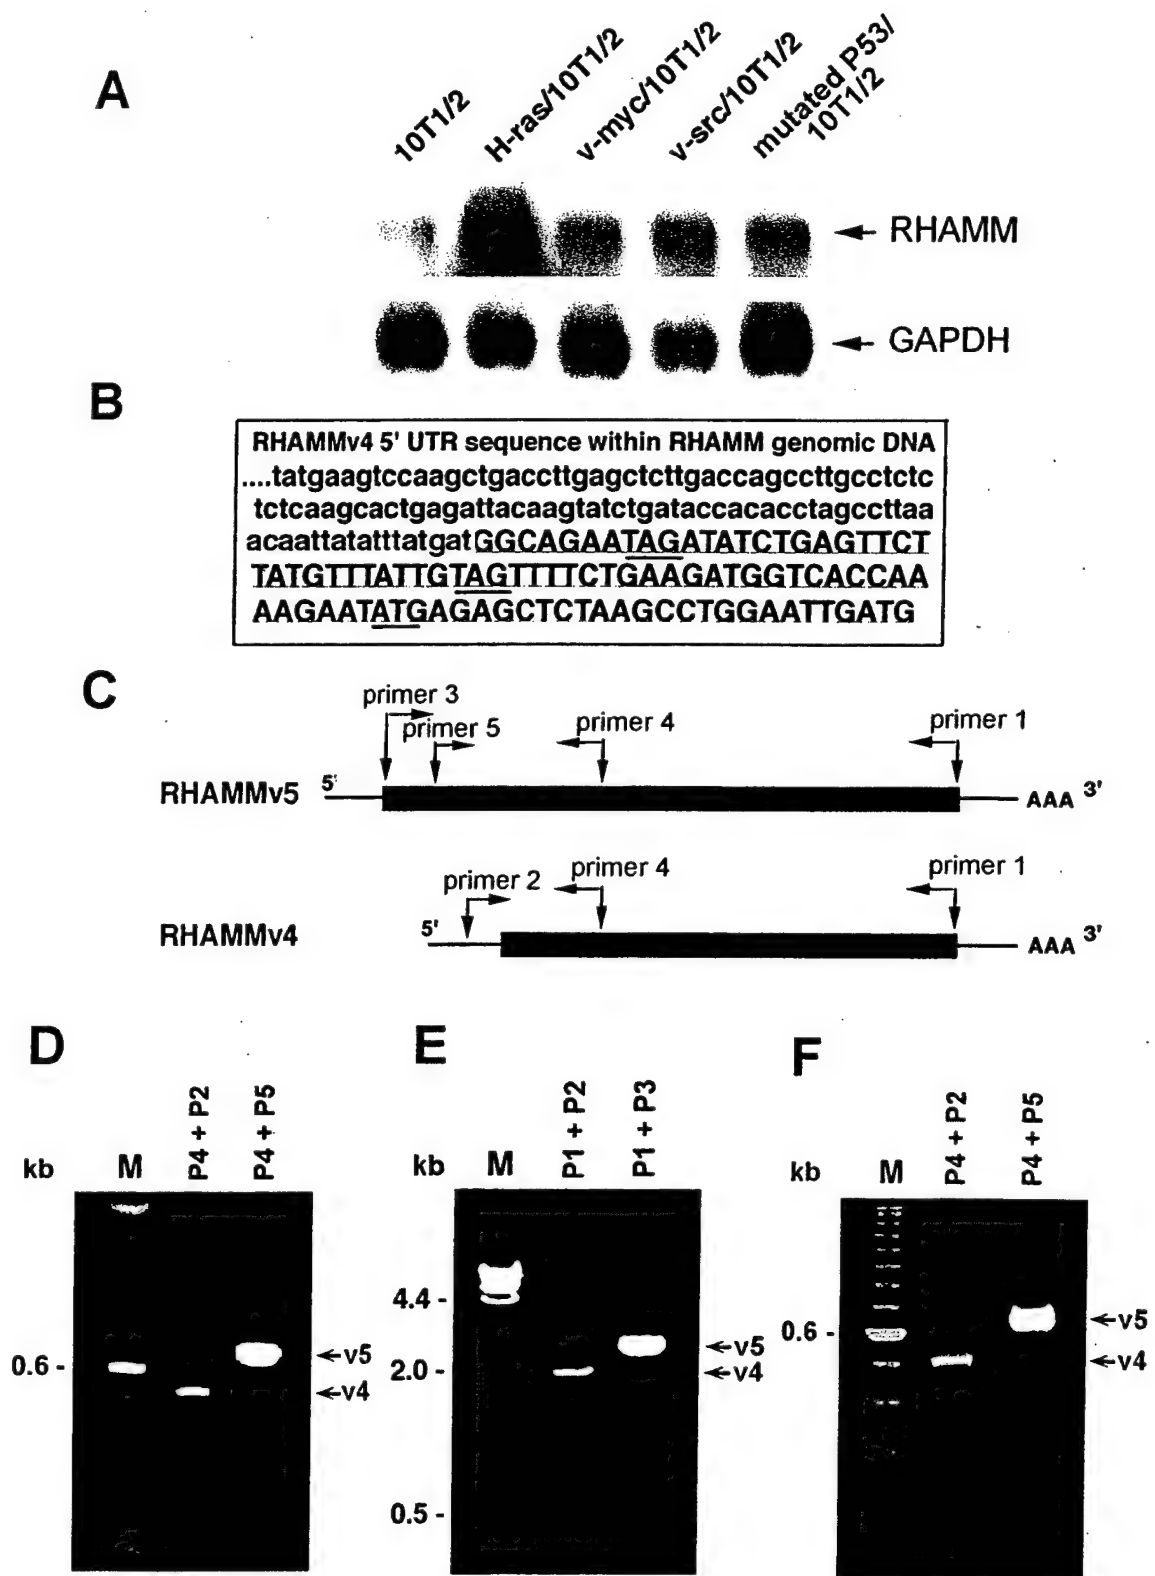 A
10T1/2
H-ras/10T1/2
v-myc/10T1/2
v-src/10T1/2
mutated P53/
10T1/2
RHAMM
GAPDH
B
RHAMMv4 5' UTR sequence within RHAMM genomic DNA
....tatgaagtccaagctgaccttgagctcttgaccagccttgcctctc
tctcaagcactgagattacaagtatctgataccacacctagccttaa
acaattatatttatgatGGCAGAATAGATATCTGAGTTCT
TATGTTTATTGTAGTTTTCTGAAGATGGTCACCAA
AAGAATATGAGAGCTCTAAGCCTGGAATTGATG
C
primer 3
primer 5
primer 4
primer 1
RHAMMv5
5'
AAA 3'
primer 2
primer 4
primer 1
RHAMMv4
5'
AAA 3'
D
kb
M
P4 + P2
P4 + P5
0.6 -
v5
v4
E
kb
M
P1 + P2
P1 + P3
4.4 -
2.0 -
0.5 -
v5
v4
F
kb
M
P4 + P2
P4 + P5
0.6 -
v5
v4